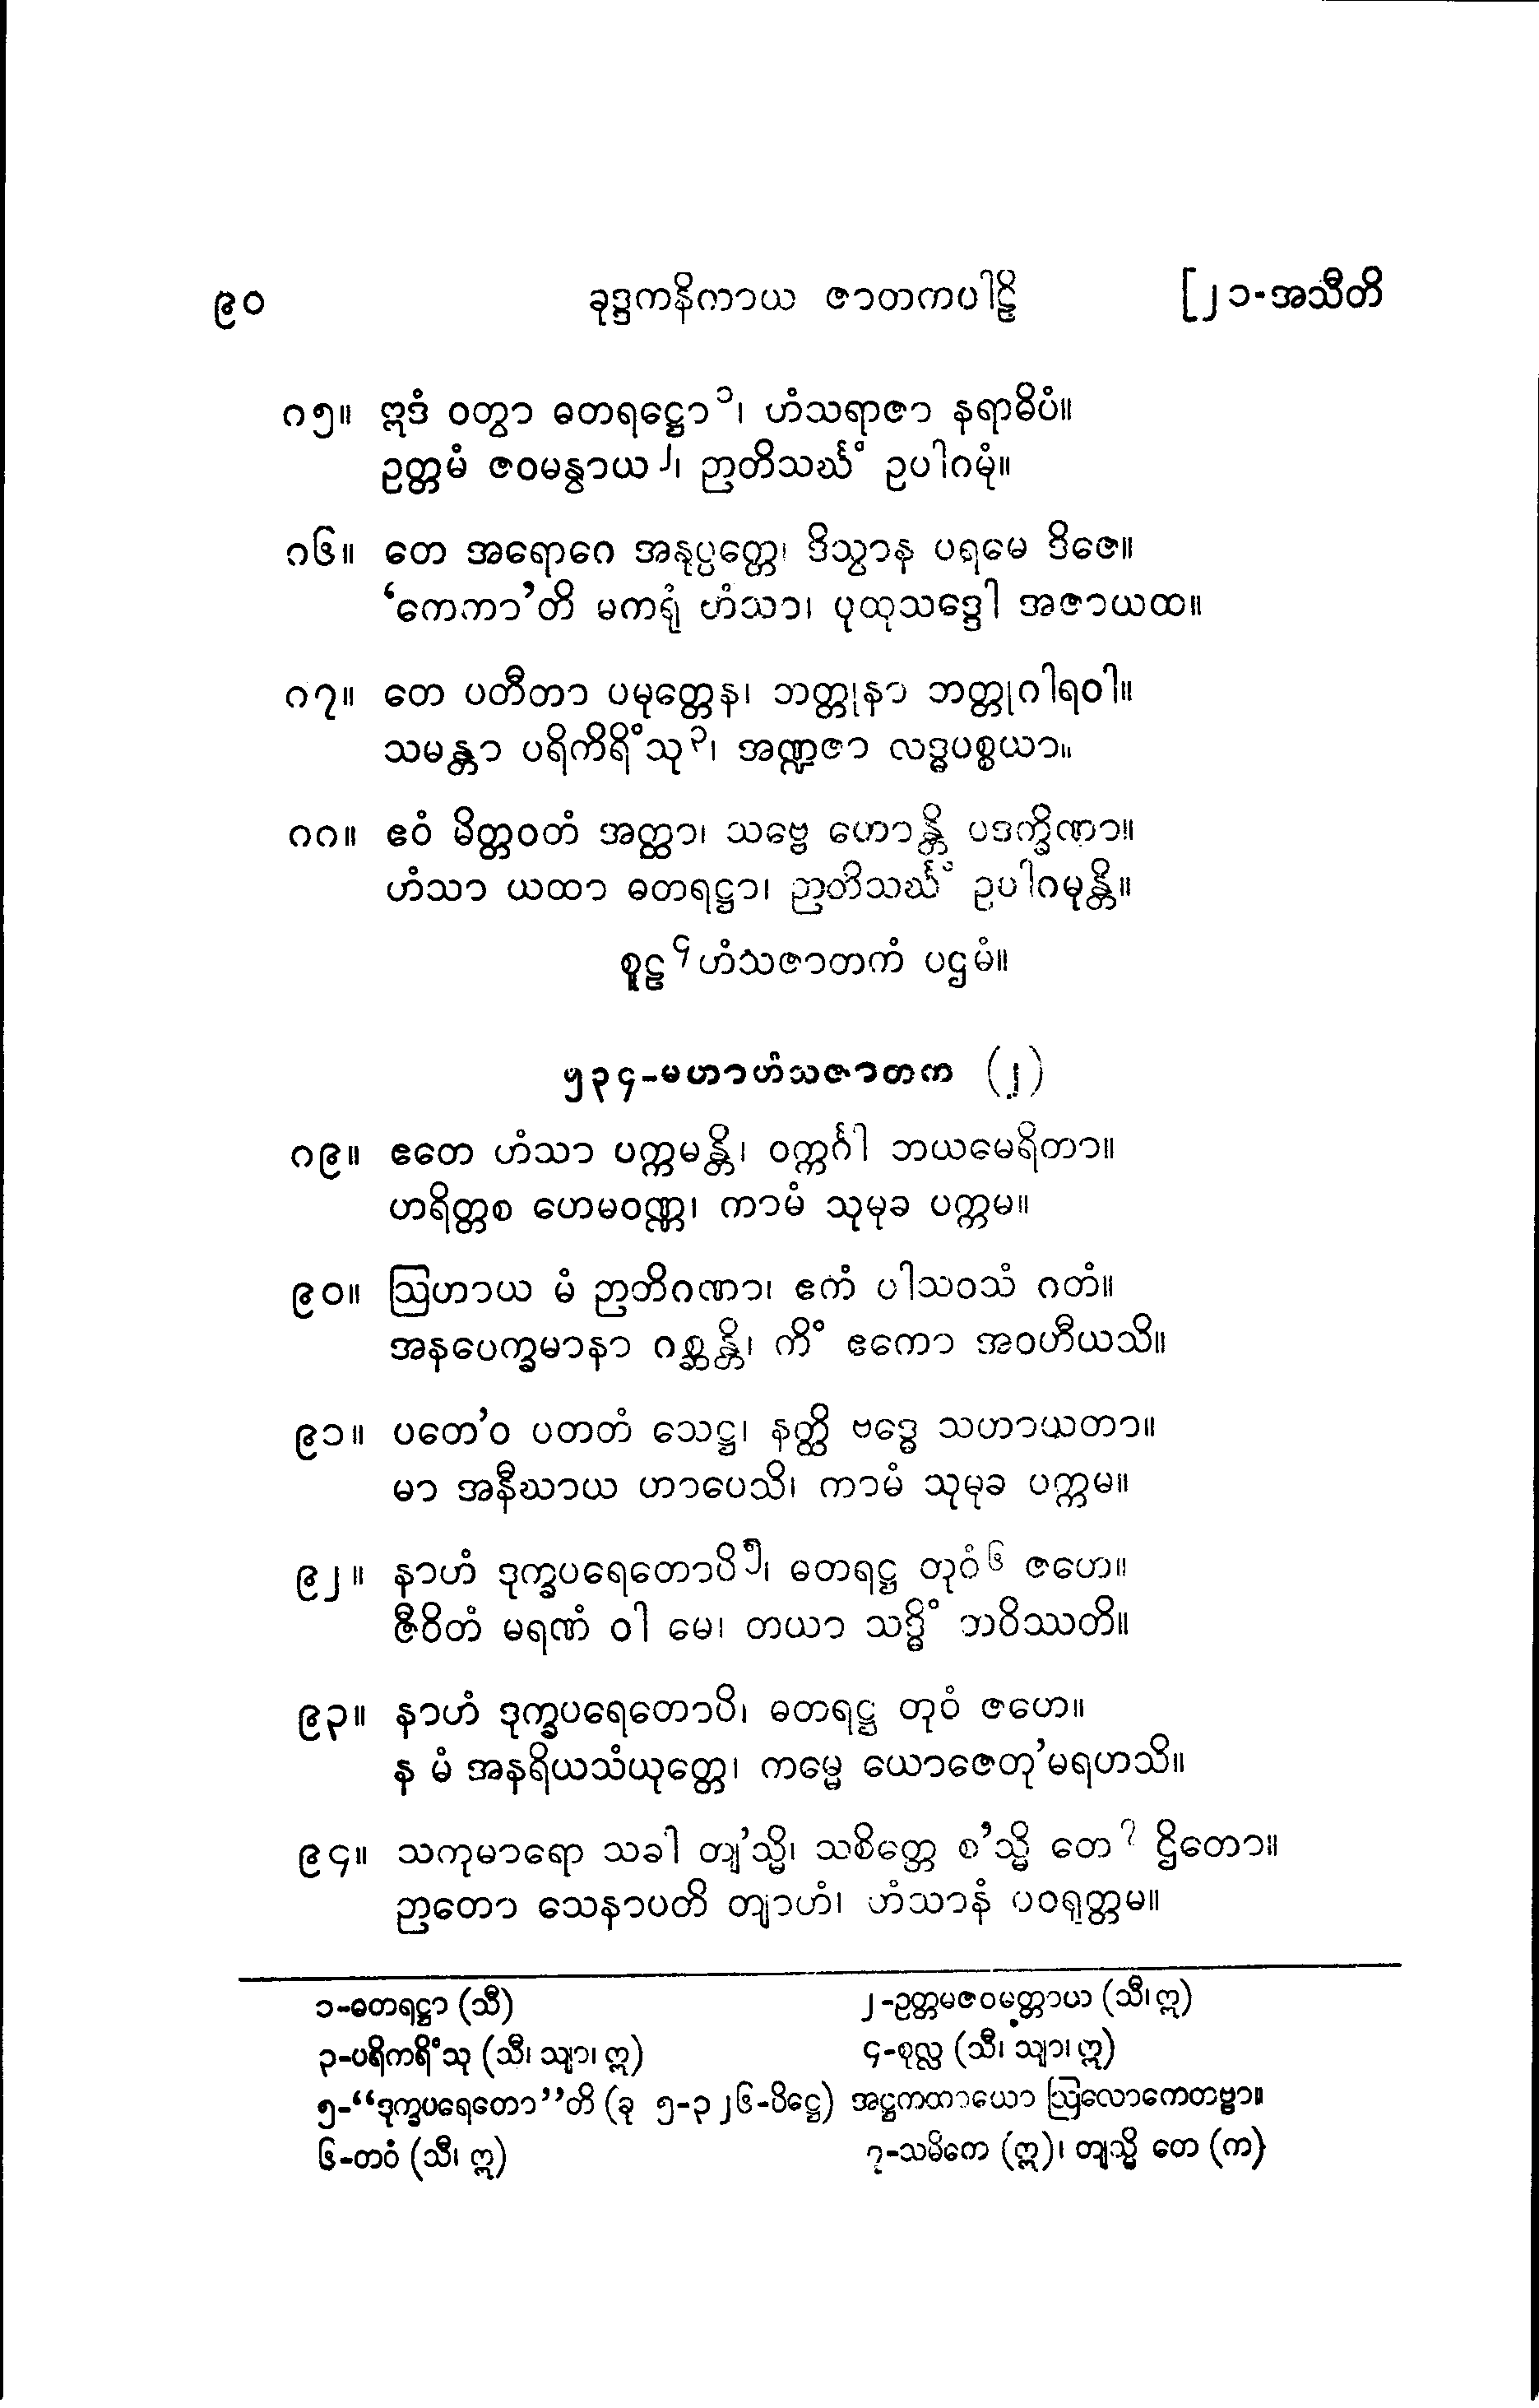 ၉၀ ခုဒ္ဒကနိကာယ ဇာတကပါဠိ [၂၁-အသီတိ
၈၅။ ဣဒံ ဝတွာ ဓတရဋ္ဌော၁၊ ဟံသရာဇာ နရာဓိပံ။
ဥတ္တမံ ဇဝမန္ဝာယ၂၊ ဉာတိသင်္ဃံ ဥပါဂမုံ။
၈၆။ တေ အရောဂေ အနုပ္ပတ္တေ၊ ဒိသွာန ပရမေ ဒိဇေ။
‘ကေကာ’တိ မကရုံ ဟံသာ၊ ပုထုသဒ္ဒေါ အဇာယထ။
၈၇။ တေ ပတီတာ ပမုတ္တေန၊ ဘတ္တုနာ ဘတ္တုဂါရဝါ။
သမန္တာ ပရိကိရိံသု၃၊ အဏ္ဍဇာ လဒ္ဓပစ္စယာ။
၈၈။ ဧဝံ မိတ္တဝတံ အတ္ထာ၊ သဗ္ဗေ ဟောန္တိ ပဒက္ခိဏာ။
ဟံသာ ယထာ ဓတရဋ္ဌာ၊ ဉာတိသင်္ဃံ ဥပါဂမုန္တိ။
စူဠ၄ဟံသဇာတကံ ပဌမံ။
၅၃၄-မဟာဟံသဇာတက (၂)
၈၉။ ဧတေ ဟံသာ ပက္ကမန္တိ၊ ဝက္ကင်္ဂါ ဘယမေရိတာ။
ဟရိတ္တစ ဟေမဝဏ္ဏ၊ ကာမံ သုမုခ ပက္ကမ။
၉၀။ ဩဟာယ မံ ဉာတိဂဏာ၊ ဧကံ ပါသဝသံ ဂတံ။
အနပေက္ခမာနာ ဂစ္ဆန္တိ၊ ကိံ ဧကော အဝဟီယသိ။
၉၁။ ပတေ’ဝ ပတတံ သေဋ္ဌ၊ နတ္ထိ ဗဒ္ဓေ သဟာယတာ။
မာ အနီဃာယ ဟာပေသိ၊ ကာမံ သုမုခ ပက္ကမ။
၉၂။ နာဟံ ဒုက္ခပရေတောပိ၅၊ ဓတရဋ္ဌ တုဝံ၆ ဇဟေ။
ဇီဝိတံ မရဏံ ဝါ မေ၊ တယာ သဒ္ဓိံ ဘဝိဿတိ။
၉၃။ နာဟံ ဒုက္ခပရေတောပိ၊ ဓတရဋ္ဌ တုဝံ ဇဟေ။
န မံ အနရိယသံယုတ္တေ၊ ကမ္မေ ယောဇေတု’မရဟသိ။
၉၄။ သကုမာရော သခါ တျ’သ္မိ၊ သစိတ္တေ စ’သ္မိ တေ၇ ဌိတော။
ဉာတော သေနာပတိ တျာဟံ၊ ဟံသာနံ ပဝရုတ္တမ။
၁-ဓတရဋ္ဌာ (သီ) ၂-ဥတ္တမဇဝမတ္တာယ (သီ၊ ဣ)
၃-ပရိကရိံသု (သီ၊ သျာ၊ ဣ) ၄-စုလ္လ (သီ၊ သျာ၊ ဣ)
၅-“ဒုက္ခပရေတော”တိ (ခု ၅-၃၂၆-ပိဋ္ဌေ) အဋ္ဌကထာယော ဩလောကေတဗ္ဗာ။
၆-တဝံ (သီ၊ ဣ) ၇-သမိကေ (ဣ)၊ တျသ္မိ တေ (က)